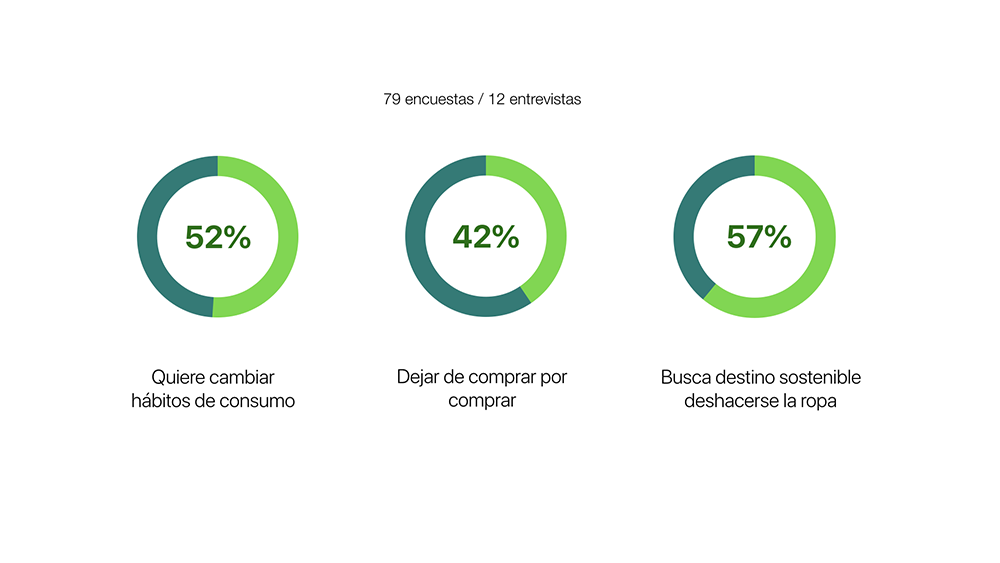 79 encuestas / 12 entrevistas
52%
42%
57%
Quiere cambiar
hábitos de consumo
Dejar de comprar por
comprar
Busca destino sostenible
deshacerse la ropa